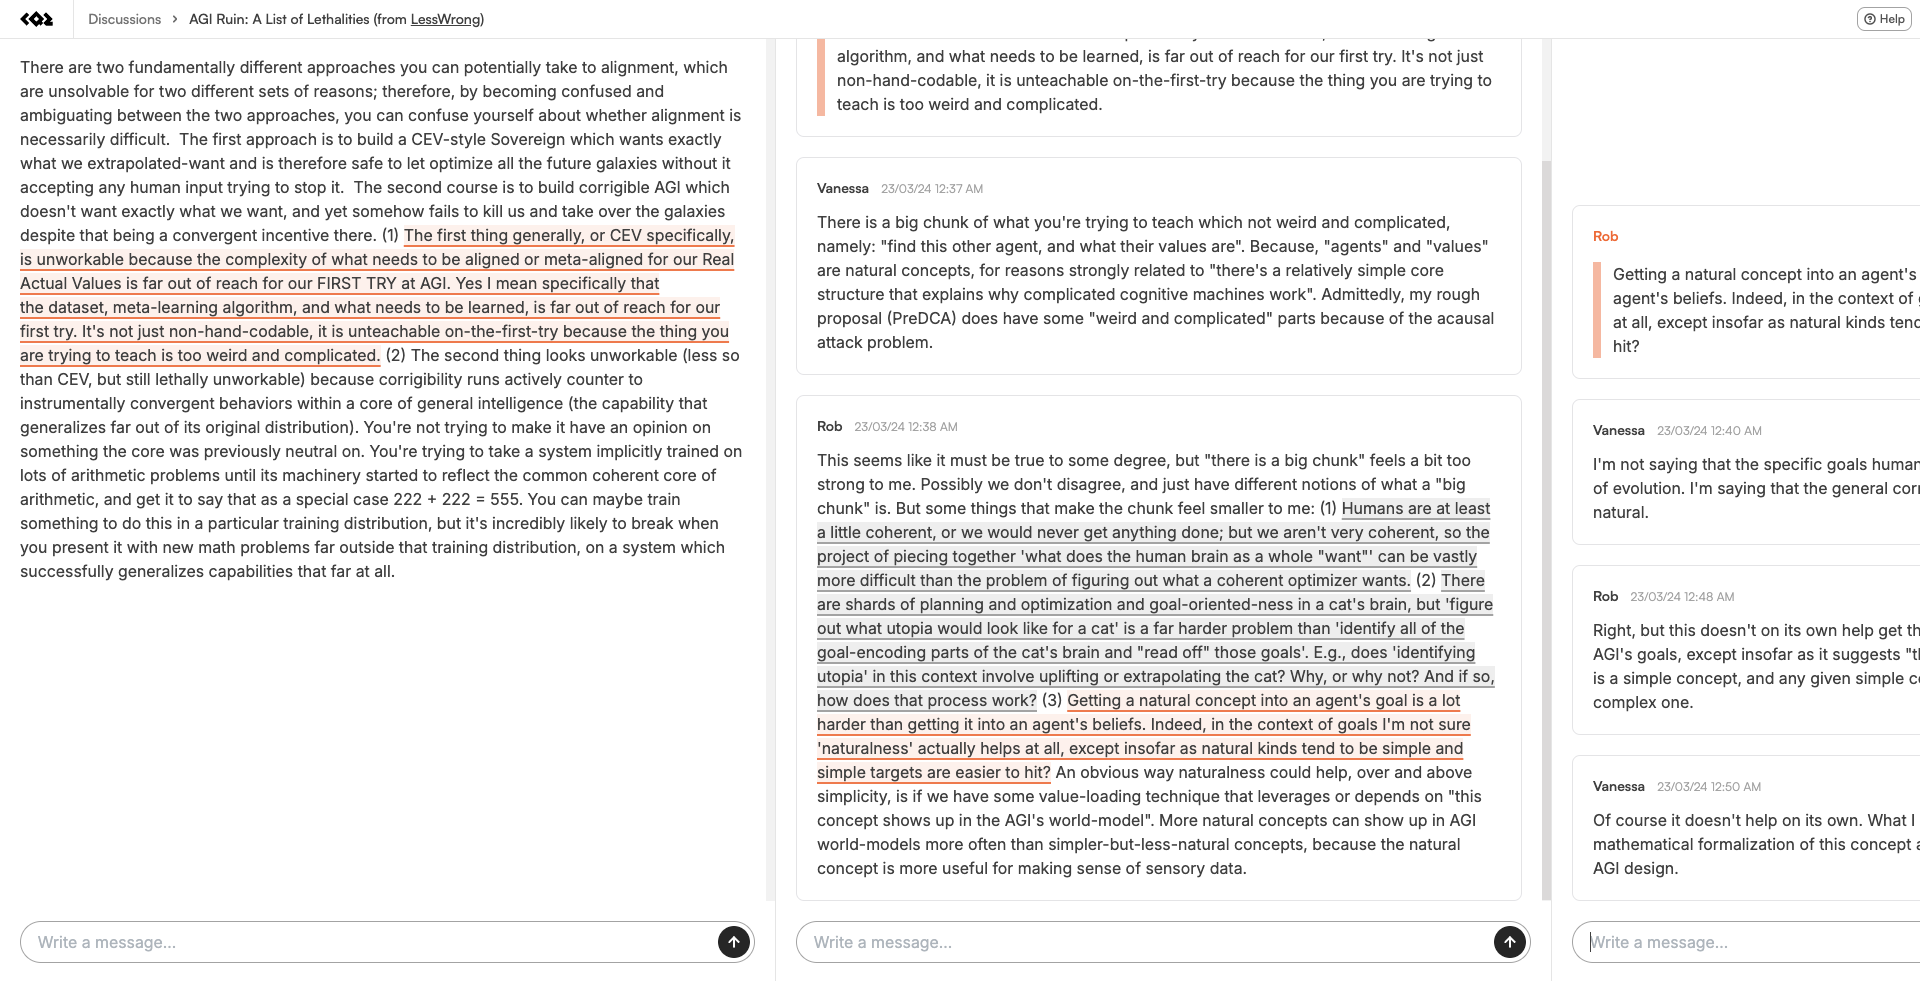 Discussions > AGI Ruin: A List of Lethalities (from LessWrong)
Help
There are two fundamentally different approaches you can potentially take to alignment, which
are unsolvable for two different sets of reasons; therefore, by becoming confused and
ambiguating between the two approaches, you can confuse yourself about whether alignment is
necessarily difficult.  The first approach is to build a CEV-style Sovereign which wants exactly
what we extrapolated-want and is therefore safe to let optimize all the future galaxies without it
accepting any human input trying to stop it.  The second course is to build corrigible AGI which
doesn't want exactly what we want, and yet somehow fails to kill us and take over the galaxies
despite that being a convergent incentive there. (1) The first thing generally, or CEV specifically,
is unworkable because the complexity of what needs to be aligned or meta-aligned for our Real
Actual Values is far out of reach for our FIRST TRY at AGI. Yes I mean specifically that
the dataset, meta-learning algorithm, and what needs to be learned, is far out of reach for our
first try. It's not just non-hand-codable, it is unteachable on-the-first-try because the thing you
are trying to teach is too weird and complicated. (2) The second thing looks unworkable (less so
than CEV, but still lethally unworkable) because corrigibility runs actively counter to
instrumentally convergent behaviors within a core of general intelligence (the capability that
generalizes far out of its original distribution). You're not trying to make it have an opinion on
something the core was previously neutral on. You're trying to take a system implicitly trained on
lots of arithmetic problems until its machinery started to reflect the common coherent core of
arithmetic, and get it to say that as a special case 222 + 222 = 555. You can maybe train
something to do this in a particular training distribution, but it's incredibly likely to break when
you present it with new math problems far outside that training distribution, on a system which
successfully generalizes capabilities that far at all.
Write a message...
algorithm, and what needs to be learned, is far out of reach for our first try. It's not just
non-hand-codable, it is unteachable on-the-first-try because the thing you are trying to
teach is too weird and complicated.
Vanessa 23/03/24 12:37 AM
There is a big chunk of what you're trying to teach which not weird and complicated,
namely: "find this other agent, and what their values are". Because, "agents" and "values"
are natural concepts, for reasons strongly related to "there's a relatively simple core
structure that explains why complicated cognitive machines work". Admittedly, my rough
proposal (PreDCA) does have some "weird and complicated" parts because of the acausal
attack problem.
Rob 23/03/24 12:38 AM
This seems like it must be true to some degree, but "there is a big chunk" feels a bit too
strong to me. Possibly we don't disagree, and just have different notions of what a "big
chunk" is. But some things that make the chunk feel smaller to me: (1) Humans are at least
a little coherent, or we would never get anything done; but we aren't very coherent, so the
project of piecing together 'what does the human brain as a whole "want"' can be vastly
more difficult than the problem of figuring out what a coherent optimizer wants. (2) There
are shards of planning and optimization and goal-oriented-ness in a cat's brain, but 'figure
out what utopia would look like for a cat' is a far harder problem than 'identify all of the
goal-encoding parts of the cat's brain and "read off" those goals'. E.g., does 'identifying
utopia' in this context involve uplifting or extrapolating the cat? Why, or why not? And if so,
how does that process work? (3) Getting a natural concept into an agent's goal is a lot
harder than getting it into an agent's beliefs. Indeed, in the context of goals I'm not sure
'naturalness' actually helps at all, except insofar as natural kinds tend to be simple and
simple targets are easier to hit? An obvious way naturalness could help, over and above
simplicity, is if we have some value-loading technique that leverages or depends on "this
concept shows up in the AGI's world-model". More natural concepts can show up in AGI
world-models more often than simpler-but-less-natural concepts, because the natural
concept is more useful for making sense of sensory data.
Write a message...
Rob
Getting a natural concept into an agent's
agent's beliefs. Indeed, in the context of
at all, except insofar as natural kinds
hit?
Vanessa 23/03/24 12:40 AM
I'm not saying that the specific goals
of evolution. I'm saying that the general
natural.
Rob 23/03/24 12:48 AM
Right, but this doesn't on its own help get
AGI's goals, except insofar as it suggests
is a simple concept, and any given simple
complex one.
Vanessa 23/03/24 12:50 AM
Of course it doesn't help on its own. What I
mathematical formalization of this concept
AGI design.
Write a message...